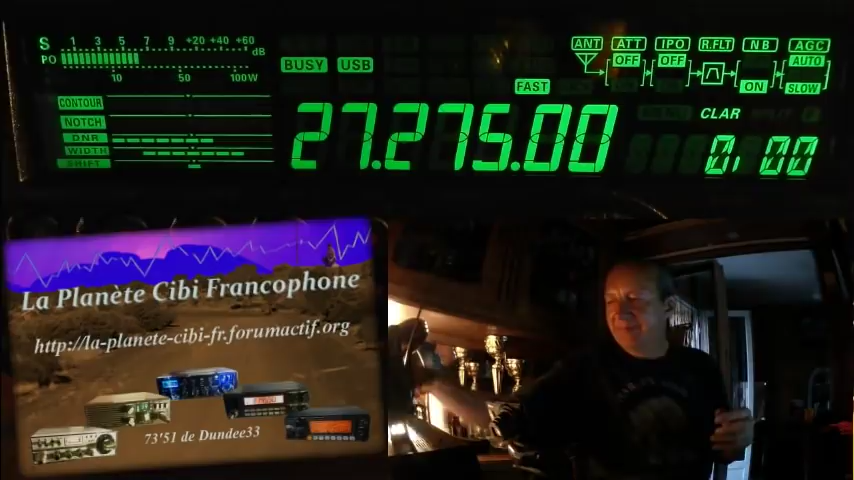 S 1 3 5 7 9 +20 +40 +60 dB
PO 10 50 100W
BUSY USB
ANT ATT IPO R.FLT NB AGC
OFF OFF AUTO
ON SLOW
FAST
CONTOUR
NOTCH
DNR
WIDTH
SHIFT
27.275.00
CLAR
0.00
La Planète Cibi Francophone
http://la-planete-cibi-fr.forumactif.org
73'51 de Dundee33